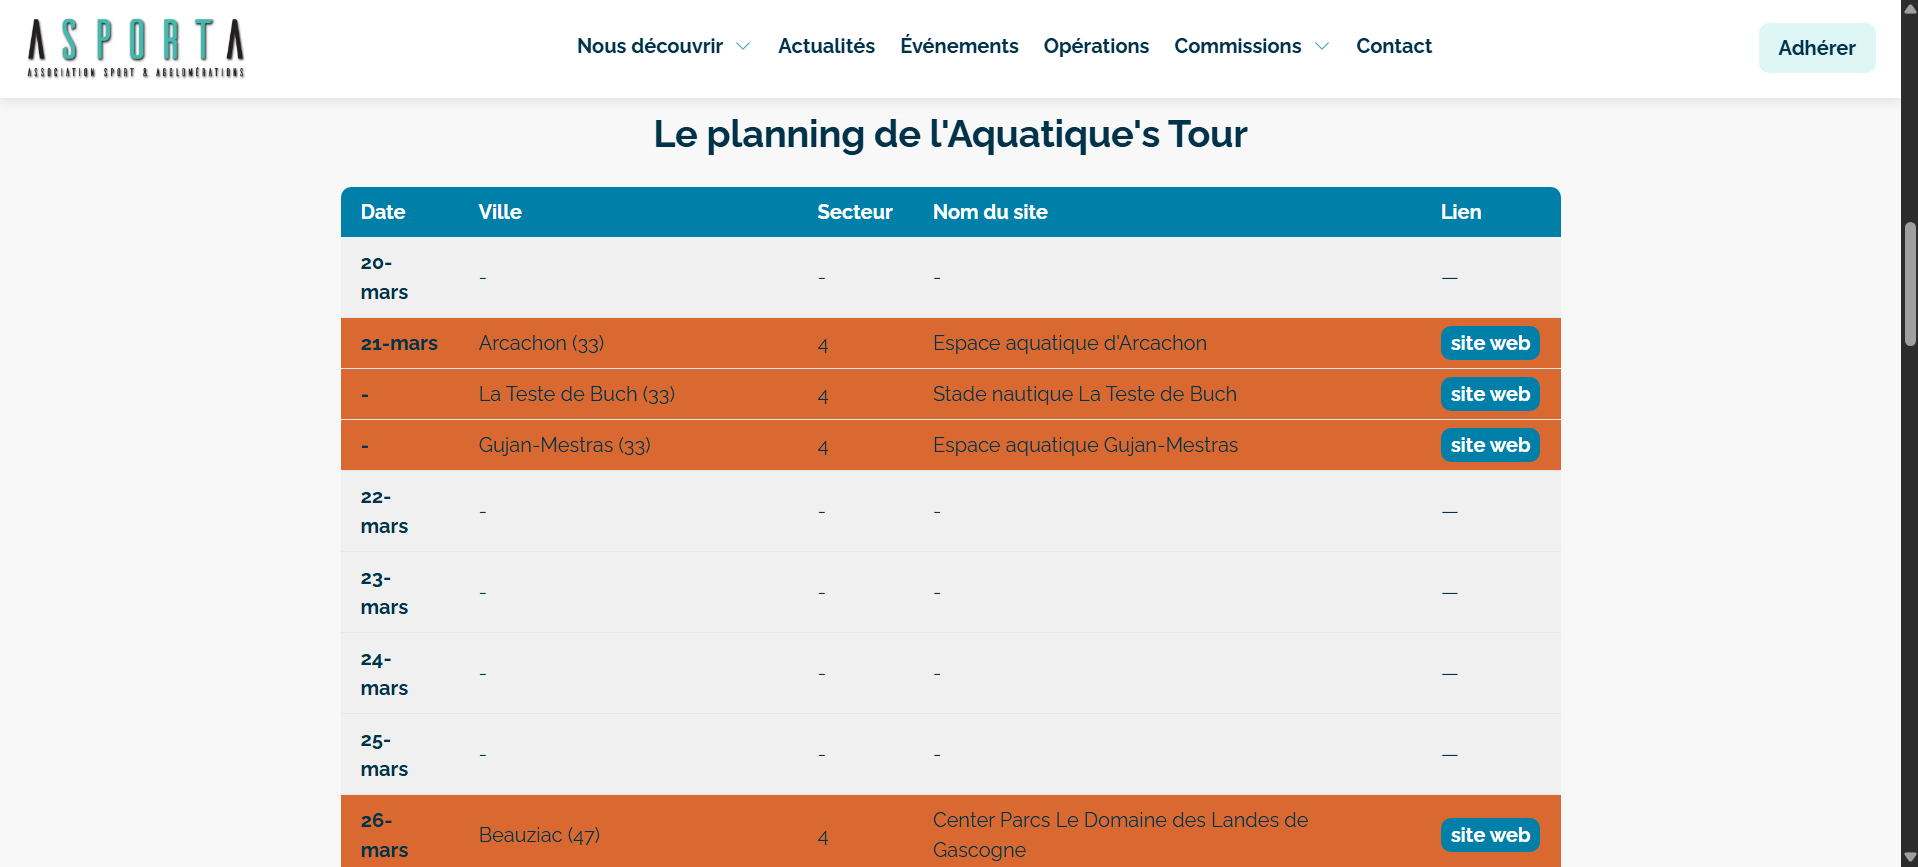 ASPORTA
ASSOCIATION SPORT & AGGLOMÉRATIONS
Nous découvrir Actualités Événements Opérations Commissions Contact
Adhérer
Le planning de l'Aquatique's Tour
Date Ville Secteur Nom du site Lien
20-
mars
- - - —
21-mars Arcachon (33) 4 Espace aquatique d'Arcachon site web
- La Teste de Buch (33) 4 Stade nautique La Teste de Buch site web
- Gujan-Mestras (33) 4 Espace aquatique Gujan-Mestras site web
22-
mars
- - - —
23-
mars
- - - —
24-
mars
- - - —
25-
mars
- - - —
26-
mars
Beauziac (47) 4 Center Parcs Le Domaine des Landes de
Gascogne
site web